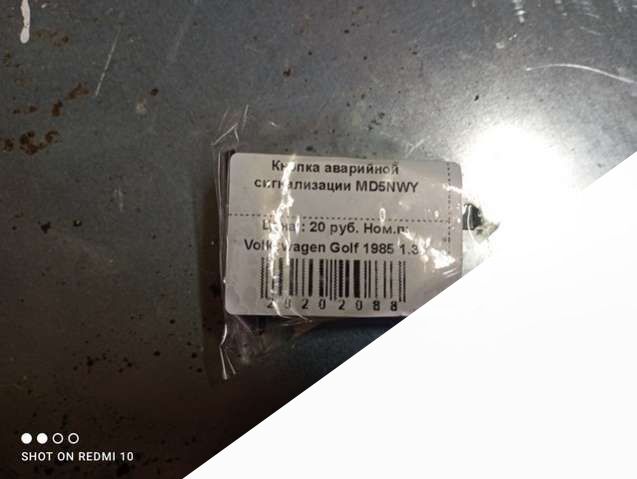 Кнопка аварийной
сигнализации MD5NWY
Цена: 20 руб. Ном.п:
Volkswagen Golf 1985 1.3
20202088
SHOT ON REDMI 10